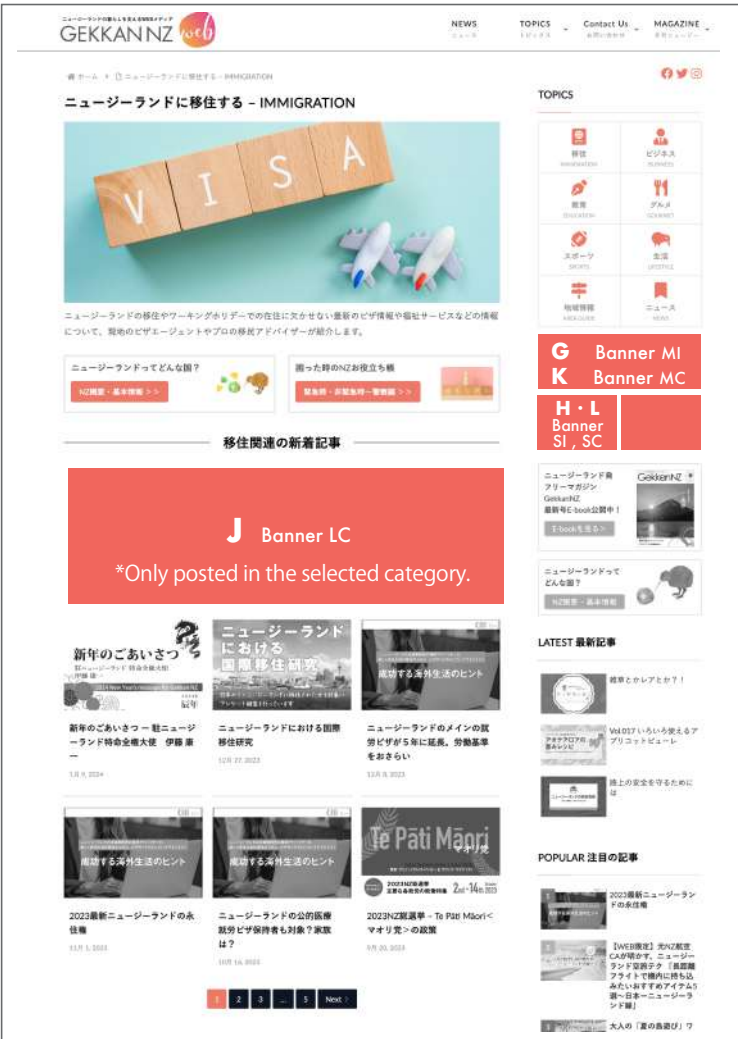 ニュージーランドの暮らしを支えるWEBメディア
GEKKAN NZ web
NEWS
ニュース
TOPICS
トピックス
Contact Us
お問い合わせ
MAGAZINE
ホーム
ニュージーランドに移住する – IMMIGRATION
ニュージーランドに移住する – IMMIGRATION
VISA
ニュージーランドの移住やワーキングホリデーでの在住に欠かせない最新のビザ情報や福祉サービスなどの情報
について、現地のビザエージェントやプロの移民アドバイザーが紹介します。
ニュージーランドってどんな国？
NZ概要・基本情報 >>
困った時のNZお役立ち帳
緊急時・非緊急時ー警察編 >>
移住関連の新着記事
J Banner LC
*Only posted in the selected category.
新年のごあいさつ
辰年
新年のごあいさつ ー 駐ニュージ
ーランド特命全権大使　伊藤 康
一
1月 9, 2024
ニュージーランド
における
国際移住研究
ニュージーランドにおける国際
移住研究
12月 27, 2023
成功する海外生活のヒント
ニュージーランドのメインの就
労ビザが５年に延長、労働基準
をおさらい
12月 8, 2023
成功する海外生活のヒント
2023最新ニュージーランドの永
住権
11月 1, 2023
成功する海外生活のヒント
ニュージーランドの公的医療
就労ビザ保持者も対象？家族
は？
10月 16, 2023
Te Pāti Māori
マオリ党
2023NZ総選挙
2nd-14th
2023NZ総選挙 – Te Pāti Māori<
マオリ党>の政策
9月 20, 2023
1 2 3 … 5 Next
TOPICS
移住
IMMIGRATION
ビジネス
BUSINESS
教育
EDUCATION
グルメ
GOURMET
スポーツ
SPORTS
生活
LIFESTYLE
地域情報
AREA GUIDE
ニュース
NEWS
G Banner MI
K Banner MC
H・L
Banner
SI , SC
ニュージーランド発
フリーマガジン
GekkanNZ
最新号E-book公開中！
E-bookを見る＞
GekkanNZ
ニュージーランドって
どんな国？
NZ概要・基本情報
LATEST 最新記事
雑草とかレアとか？！
Vol.017 いろいろ使えるア
プリコットピューレ
路上の安全を守るために
は
POPULAR 注目の記事
1
2023最新ニュージーラン
ドの永住権
2
【WEB限定】元NZ航空
CAが明かす、ニュージー
ランド空旅テク「長距離
フライトで機内に持ち込
みたいおすすめアイテム5
選～日本ーニュージーラ
ンド編」
3
大人の「夏の島遊び」ワ